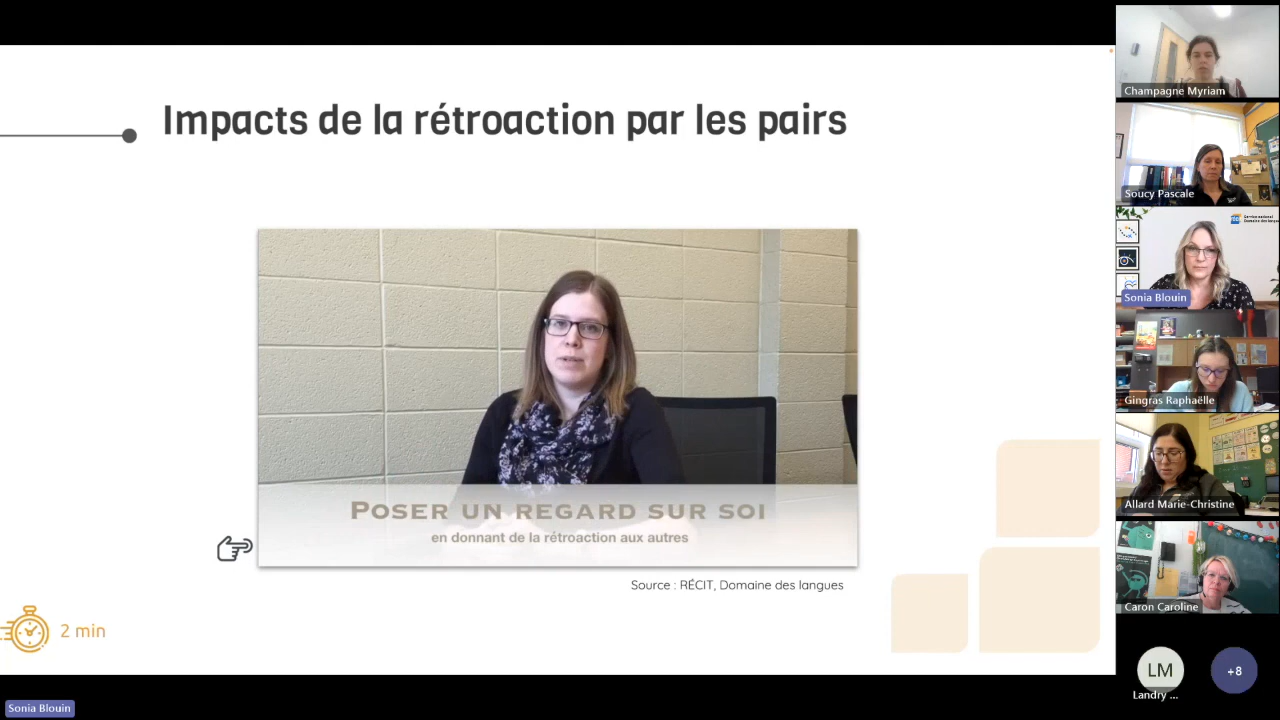 Impacts de la rétroaction par les pairs
POSER UN REGARD SUR SOI
en donnant de la rétroaction aux autres
Source : RÉCIT, Domaine des langues
2 min
Sonia Blouin
Champagne Myriam
Soucy Pascale
Sonia Blouin
Gingras Raphaëlle
Allard Marie-Christine
Caron Caroline
LM
Landry ...
+8